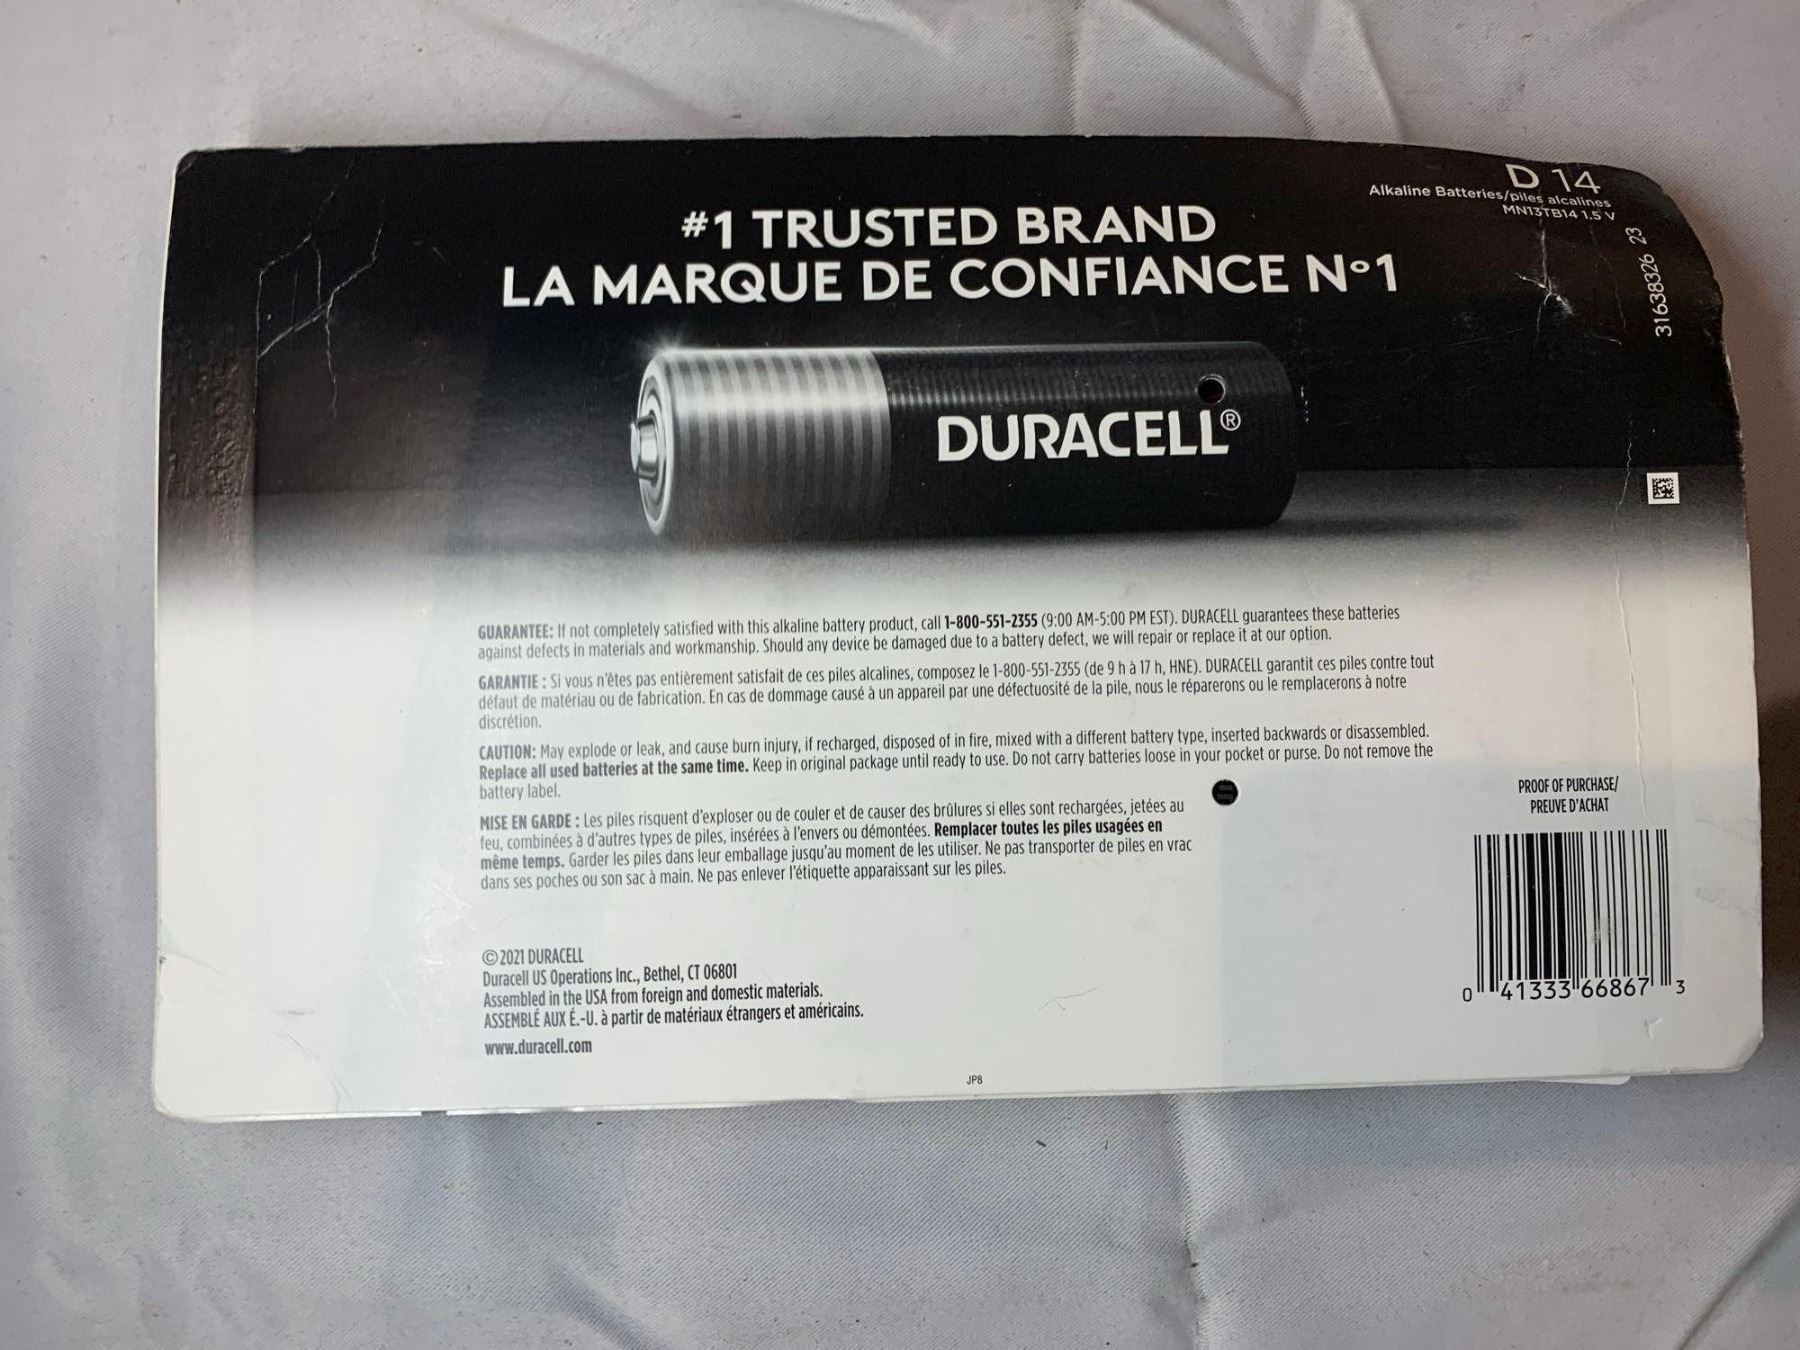 D 14
Alkaline Batteries/piles alcalines
MN13TB14 1.5 V
31638326 23
#1 TRUSTED BRAND
LA MARQUE DE CONFIANCE Nº1
DURACELL®
GUARANTEE: If not completely satisfied with this alkaline battery product, call 1-800-551-2355 (9:00 AM-5:00 PM EST). DURACELL guarantees these batteries
against defects in materials and workmanship. Should any device be damaged due to a battery defect, we will repair or replace it at our option.
GARANTIE : Si vous n'êtes pas entièrement satisfait de ces piles alcalines, composez le 1-800-551-2355 (de 9 h à 17 h, HNE). DURACELL garantit ces piles contre tout
défaut de matériau ou de fabrication. En cas de dommage causé à un appareil par une défectuosité de la pile, nous le réparerons ou le remplacerons à notre
discrétion.
CAUTION: May explode or leak, and cause burn injury, if recharged, disposed of in fire, mixed with a different battery type, inserted backwards or disassembled.
Replace all used batteries at the same time. Keep in original package until ready to use. Do not carry batteries loose in your pocket or purse. Do not remove the
battery label.
MISE EN GARDE : Les piles risquent d'exploser ou de couler et de causer des brûlures si elles sont rechargées, jetées au
feu, combinées à d'autres types de piles, insérées à l'envers ou démontées. Remplacer toutes les piles usagées en
même temps. Garder les piles dans leur emballage jusqu'au moment de les utiliser. Ne pas transporter de piles en vrac
dans ses poches ou son sac à main. Ne pas enlever l'étiquette apparaissant sur les piles.
PROOF OF PURCHASE/
PREUVE D'ACHAT
0 41333 66867 3
©2021 DURACELL
Duracell US Operations Inc., Bethel, CT 06801
Assembled in the USA from foreign and domestic materials.
ASSEMBLÉ AUX É.-U. à partir de matériaux étrangers et américains.
www.duracell.com
JP8